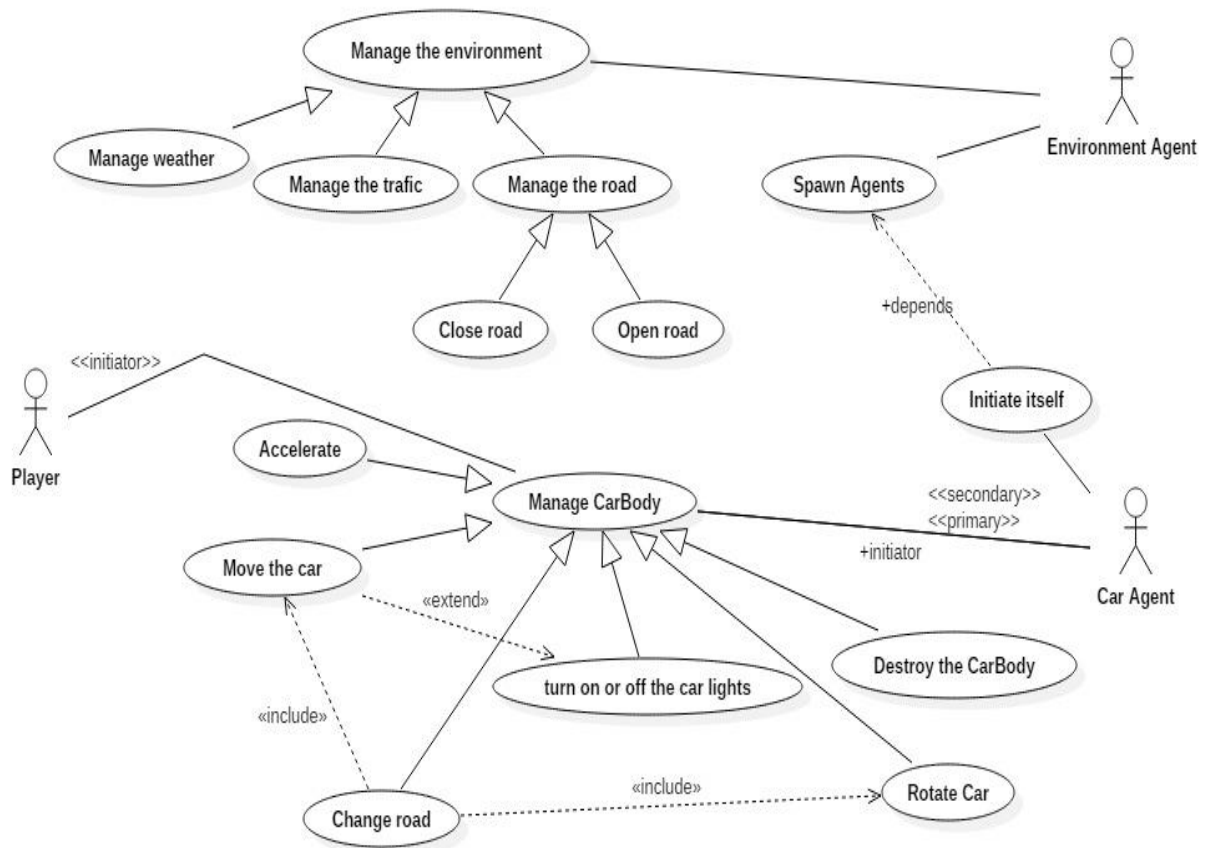 Manage the environment
Environment Agent
Manage weather
Manage the trafic
Manage the road
Spawn Agents
+depends
Close road
Open road
<<initiator>>
Initiate itself
Player
Accelerate
Manage CarBody
<<secondary>>
<<primary>>
+initiator
Car Agent
Move the car
«extend»
Destroy the CarBody
turn on or off the car lights
«include»
«include»
Rotate Car
Change road